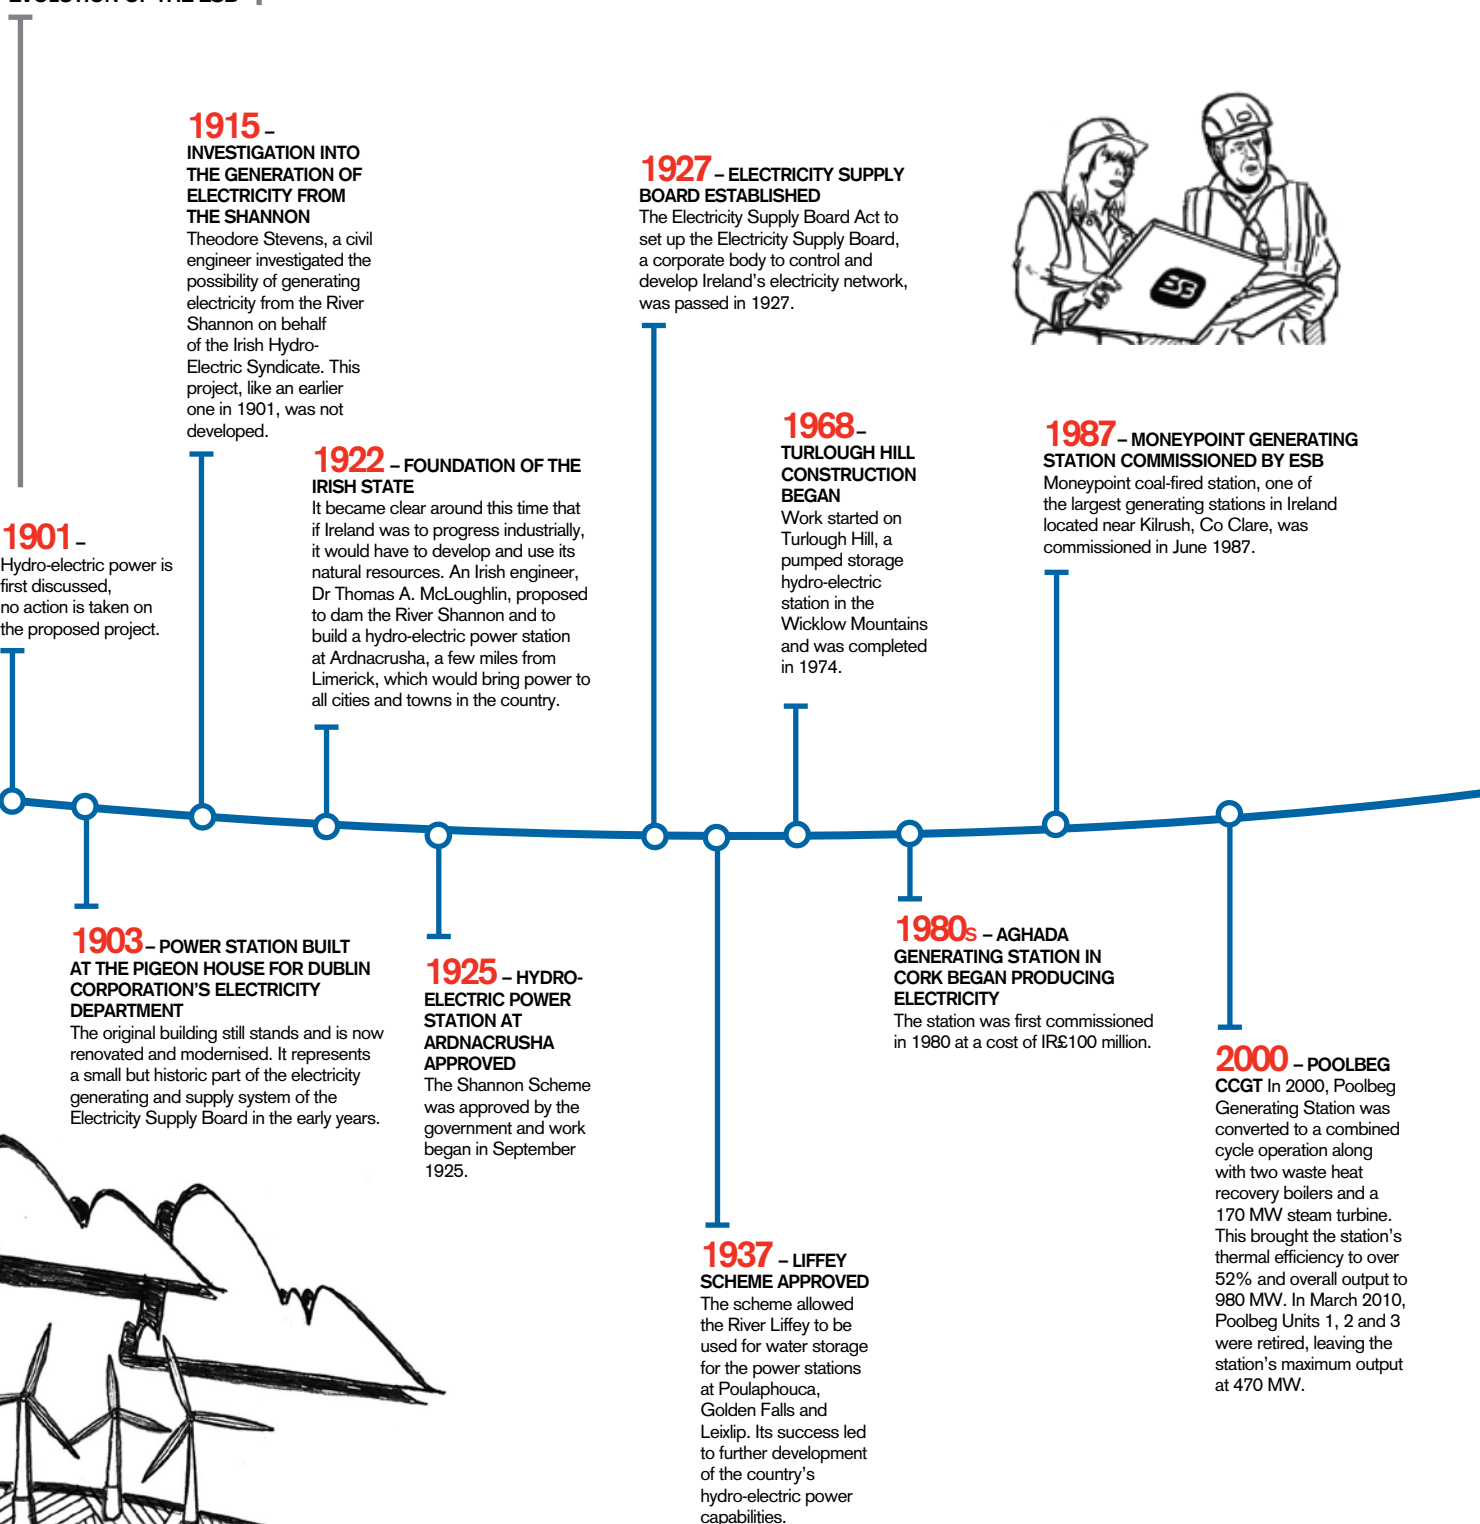 EVOLUTION OF THE ESB
1915 –
INVESTIGATION INTO
THE GENERATION OF
ELECTRICITY FROM
THE SHANNON
Theodore Stevens, a civil
engineer investigated the
possibility of generating
electricity from the River
Shannon on behalf
of the Irish Hydro-
Electric Syndicate. This
project, like an earlier
one in 1901, was not
developed.
1927 – ELECTRICITY SUPPLY
BOARD ESTABLISHED
The Electricity Supply Board Act to
set up the Electricity Supply Board,
a corporate body to control and
develop Ireland's electricity network,
was passed in 1927.
1901 –
Hydro-electric power is
first discussed,
no action is taken on
the proposed project.
1922 – FOUNDATION OF THE
IRISH STATE
It became clear around this time that
if Ireland was to progress industrially,
it would have to develop and use its
natural resources. An Irish engineer,
Dr Thomas A. McLoughlin, proposed
to dam the River Shannon and to
build a hydro-electric power station
at Ardnacrusha, a few miles from
Limerick, which would bring power to
all cities and towns in the country.
1968 –
TURLOUGH HILL
CONSTRUCTION
BEGAN
Work started on
Turlough Hill, a
pumped storage
hydro-electric
station in the
Wicklow Mountains
and was completed
in 1974.
1987 – MONEYPOINT GENERATING
STATION COMMISSIONED BY ESB
Moneypoint coal-fired station, one of
the largest generating stations in Ireland
located near Kilrush, Co Clare, was
commissioned in June 1987.
1903 – POWER STATION BUILT
AT THE PIGEON HOUSE FOR DUBLIN
CORPORATION'S ELECTRICITY
DEPARTMENT
The original building still stands and is now
renovated and modernised. It represents
a small but historic part of the electricity
generating and supply system of the
Electricity Supply Board in the early years.
1925 – HYDRO-
ELECTRIC POWER
STATION AT
ARDNACRUSHA
APPROVED
The Shannon Scheme
was approved by the
government and work
began in September
1925.
1937 – LIFFEY
SCHEME APPROVED
The scheme allowed
the River Liffey to be
used for water storage
for the power stations
at Poulaphouca,
Golden Falls and
Leixlip. Its success led
to further development
of the country's
hydro-electric power
capabilities.
1980s – AGHADA
GENERATING STATION IN
CORK BEGAN PRODUCING
ELECTRICITY
The station was first commissioned
in 1980 at a cost of IR£100 million.
2000 – POOLBEG
CCGT In 2000, Poolbeg
Generating Station was
converted to a combined
cycle operation along
with two waste heat
recovery boilers and a
170 MW steam turbine.
This brought the station's
thermal efficiency to over
52% and overall output to
980 MW. In March 2010,
Poolbeg Units 1, 2 and 3
were retired, leaving the
station's maximum output
at 470 MW.